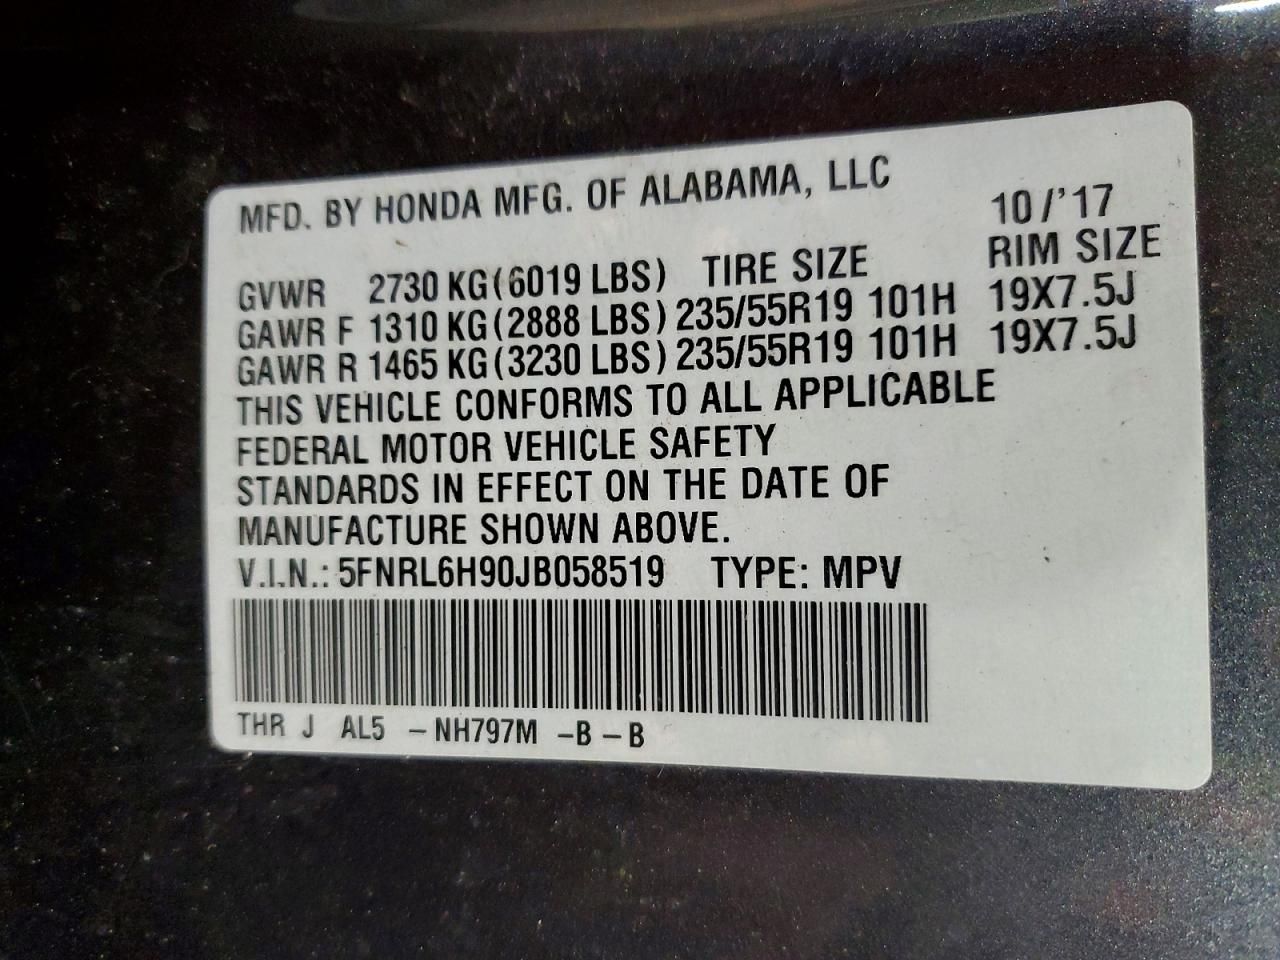 MFD. BY HONDA MFG. OF ALABAMA, LLC
10/'17
GVWR 2730 KG(6019 LBS) TIRE SIZE RIM SIZE
GAWR F 1310 KG(2888 LBS) 235/55R19 101H 19X7.5J
GAWR R 1465 KG(3230 LBS) 235/55R19 101H 19X7.5J
THIS VEHICLE CONFORMS TO ALL APPLICABLE
FEDERAL MOTOR VEHICLE SAFETY
STANDARDS IN EFFECT ON THE DATE OF
MANUFACTURE SHOWN ABOVE.
V.I.N.: 5FNRL6H90JB058519 TYPE: MPV
THR J AL5 -NH797M -B-B